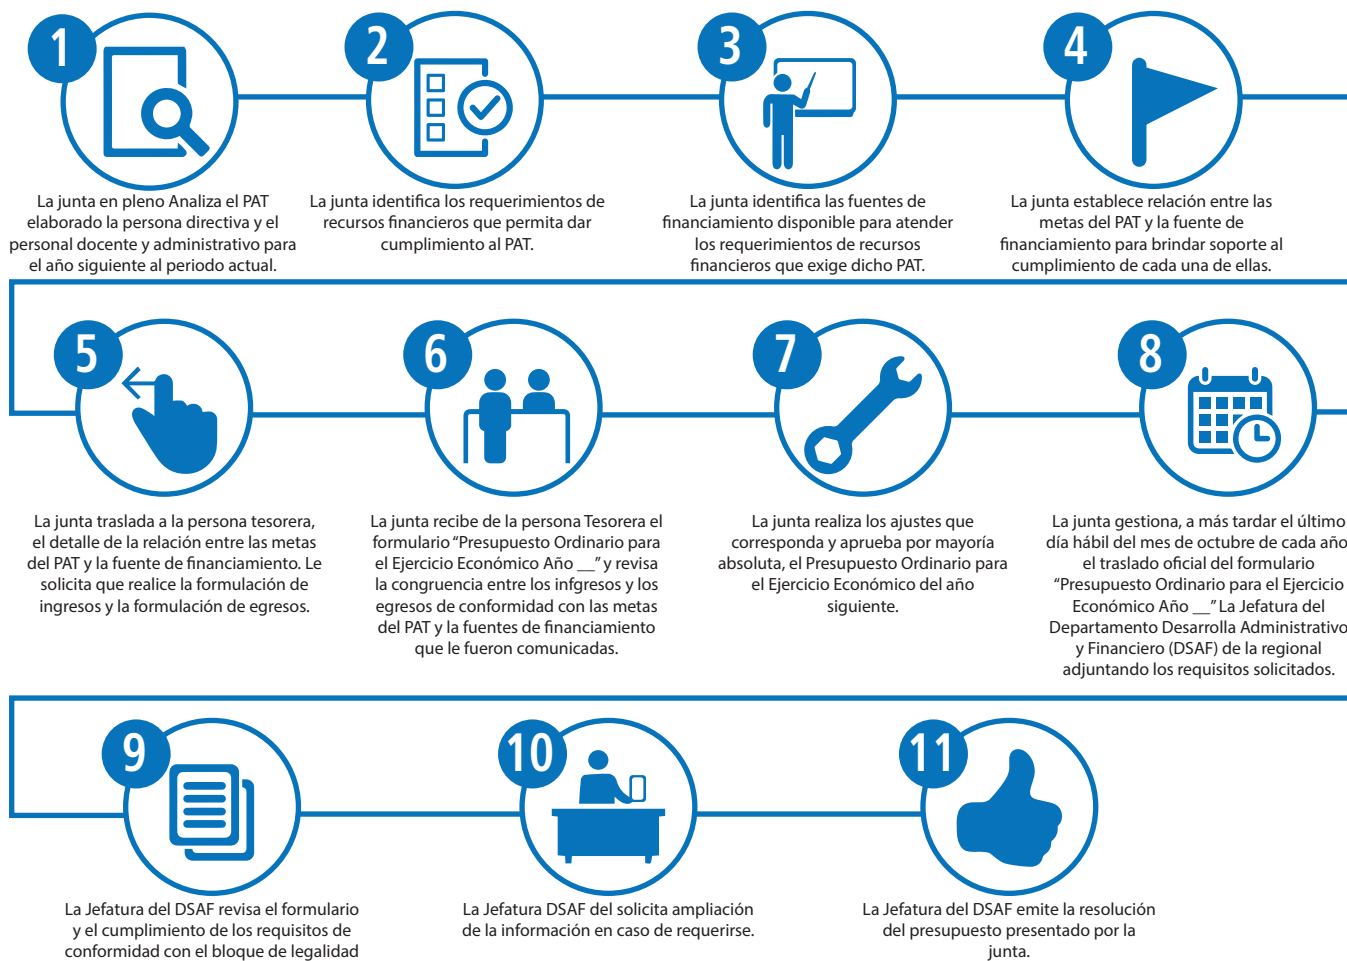 1
La junta en pleno Analiza el PAT
elaborado la persona directiva y el
personal docente y administrativo para
el año siguiente al periodo actual.
2
La junta identifica los requerimientos de
recursos financieros que permita dar
cumplimiento al PAT.
3
La junta identifica las fuentes de
financiamiento disponible para atender
los requerimientos de recursos
financieros que exige dicho PAT.
4
La junta establece relación entre las
metas del PAT y la fuente de
financiamiento para brindar soporte al
cumplimiento de cada una de ellas.
5
La junta traslada a la persona tesorera,
el detalle de la relación entre las metas
del PAT y la fuente de financiamiento. Le
solicita que realice la formulación de
ingresos y la formulación de egresos.
6
La junta recibe de la persona Tesorera el
formulario “Presupuesto Ordinario para
el Ejercicio Económico Año __” y revisa
la congruencia entre los infgresos y los
egresos de conformidad con las metas
del PAT y la fuentes de financiamiento
que le fueron comunicadas.
7
La junta realiza los ajustes que
corresponda y aprueba por mayoría
absoluta, el Presupuesto Ordinario para
el Ejercicio Económico del año
siguiente.
8
La junta gestiona, a más tardar el último
día hábil del mes de octubre de cada año
el traslado oficial del formulario
“Presupuesto Ordinario para el Ejercicio
Económico Año __” La Jefatura del
Departamento Desarrolla Administrativo
y Financiero (DSAF) de la regional
adjuntando los requisitos solicitados.
9
La Jefatura del DSAF revisa el formulario
y el cumplimiento de los requisitos de
conformidad con el bloque de legalidad
10
La Jefatura DSAF del solicita ampliación
de la información en caso de requerirse.
11
La Jefatura del DSAF emite la resolución
del presupuesto presentado por la
junta.